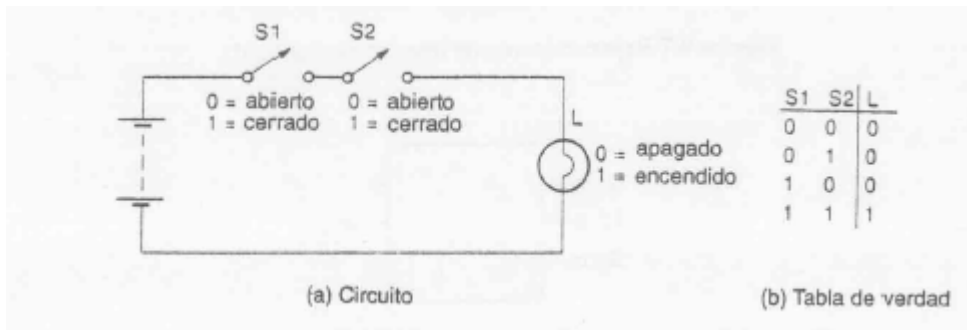 S1 S2
0 = abierto 0 = abierto
1 = cerrado 1 = cerrado
L
0 = apagado
1 = encendido
S1 S2 L
0 0 0
0 1 0
1 0 0
1 1 1
(a) Circuito
(b) Tabla de verdad